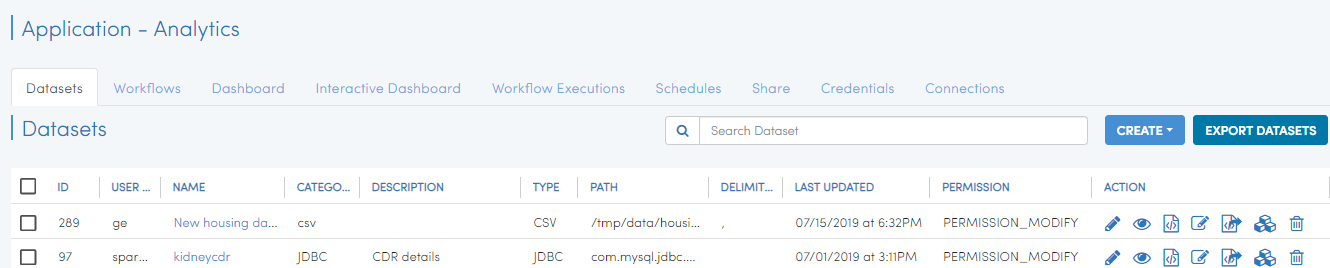 Application - Analytics
Datasets Workflows Dashboard Interactive Dashboard Workflow Executions Schedules Share Credentials Connections
Datasets Search Dataset CREATE EXPORT DATASETS
ID USER ... NAME CATEGO... DESCRIPTION TYPE PATH DELIMIT... LAST UPDATED PERMISSION ACTION
289 ge New housing da... csv CSV /tmp/data/housi... , 07/15/2019 at 6:32PM PERMISSION_MODIFY
97 spar... kidneycdr JDBC CDR details JDBC com.mysql.jdbc.... 07/01/2019 at 3:11PM PERMISSION_MODIFY